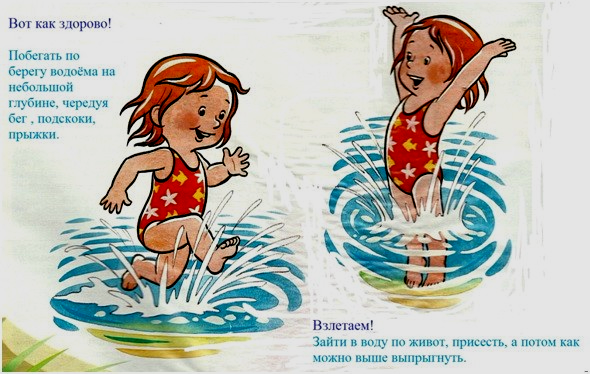 Вот как здорово!
Побегать по
берегу водоёма на
небольшой
глубине, чередуя
бег , подскоки,
прыжки.
Взлетаем!
Зайти в воду по живот, присесть, а потом как
можно выше выпрыгнуть.